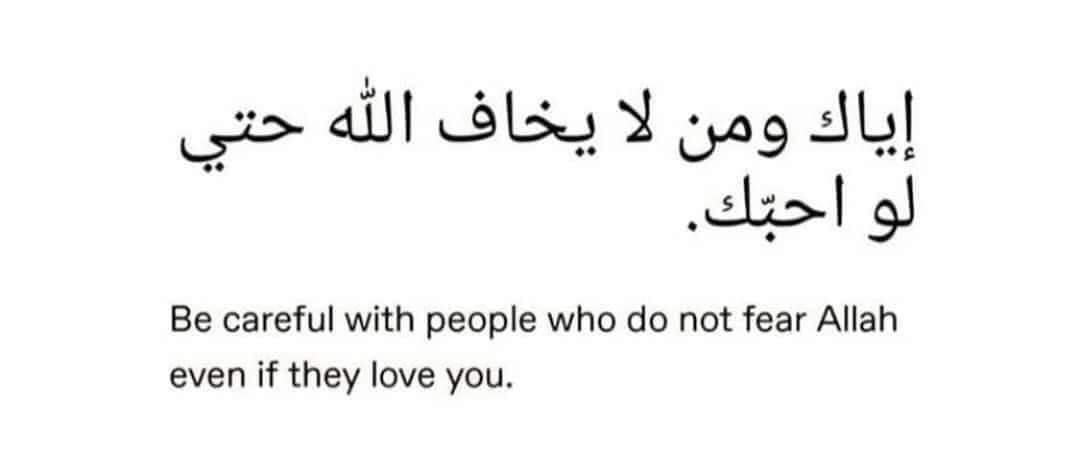 إياك ومن لا يخاف الله حتي
لو احبّك.
Be careful with people who do not fear Allah
even if they love you.